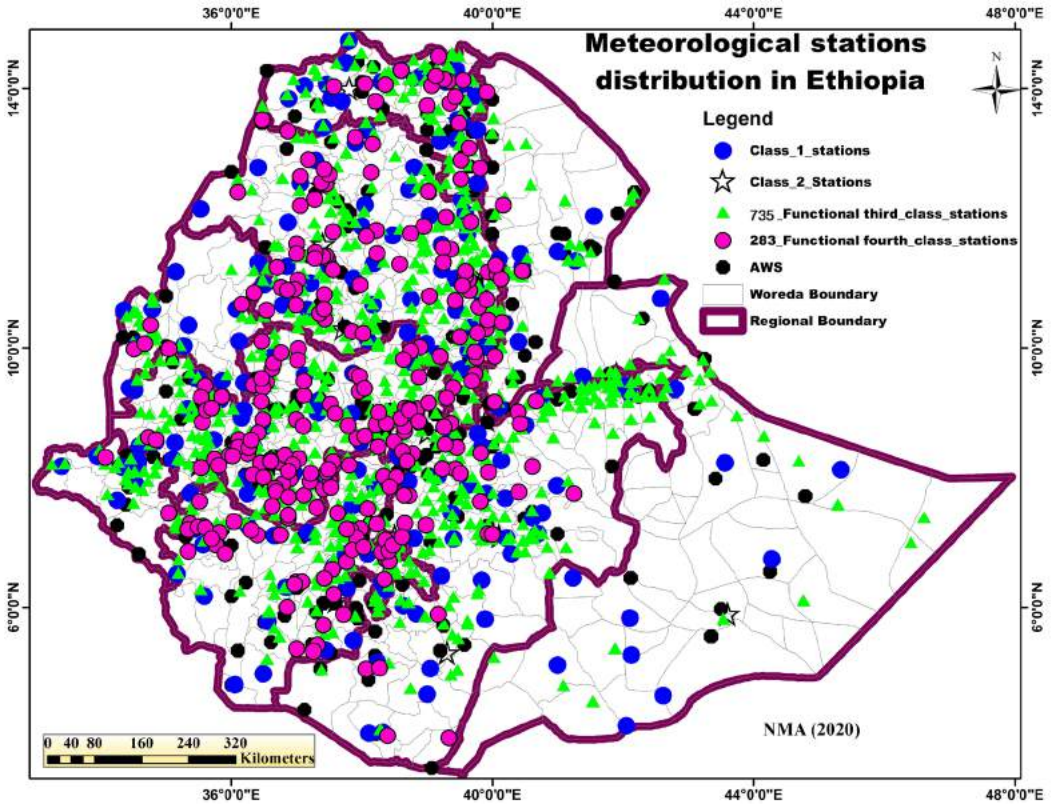 36°0'0"E 40°0'0"E 44°0'0"E 48°0'0"E
Meteorological stations
distribution in Ethiopia
N
14°0'0"N
14°0'0"N
Legend
Class_1_stations
Class_2_Stations
735_Functional third_class_stations
283_Functional fourth_class_stations
AWS
Woreda Boundary
Regional Boundary
10°0'0"N
10°0'0"N
6°0'0"N
6°0'0"N
NMA (2020)
0 40 80 160 240 320
Kilometers
36°0'0"E 40°0'0"E 44°0'0"E 48°0'0"E